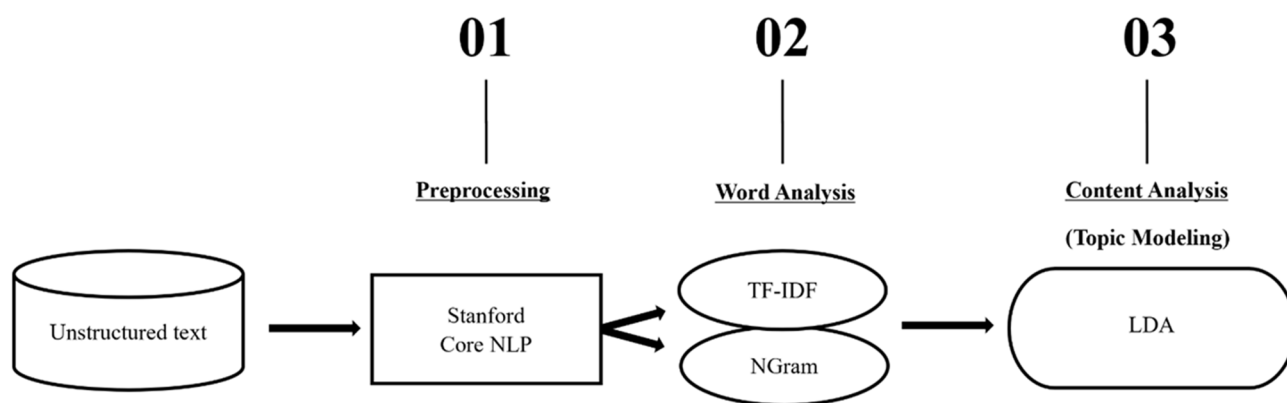 01
02
03
Preprocessing
Word Analysis
Content Analysis
(Topic Modeling)
Unstructured text
Stanford
Core NLP
TF-IDF
NGram
LDA